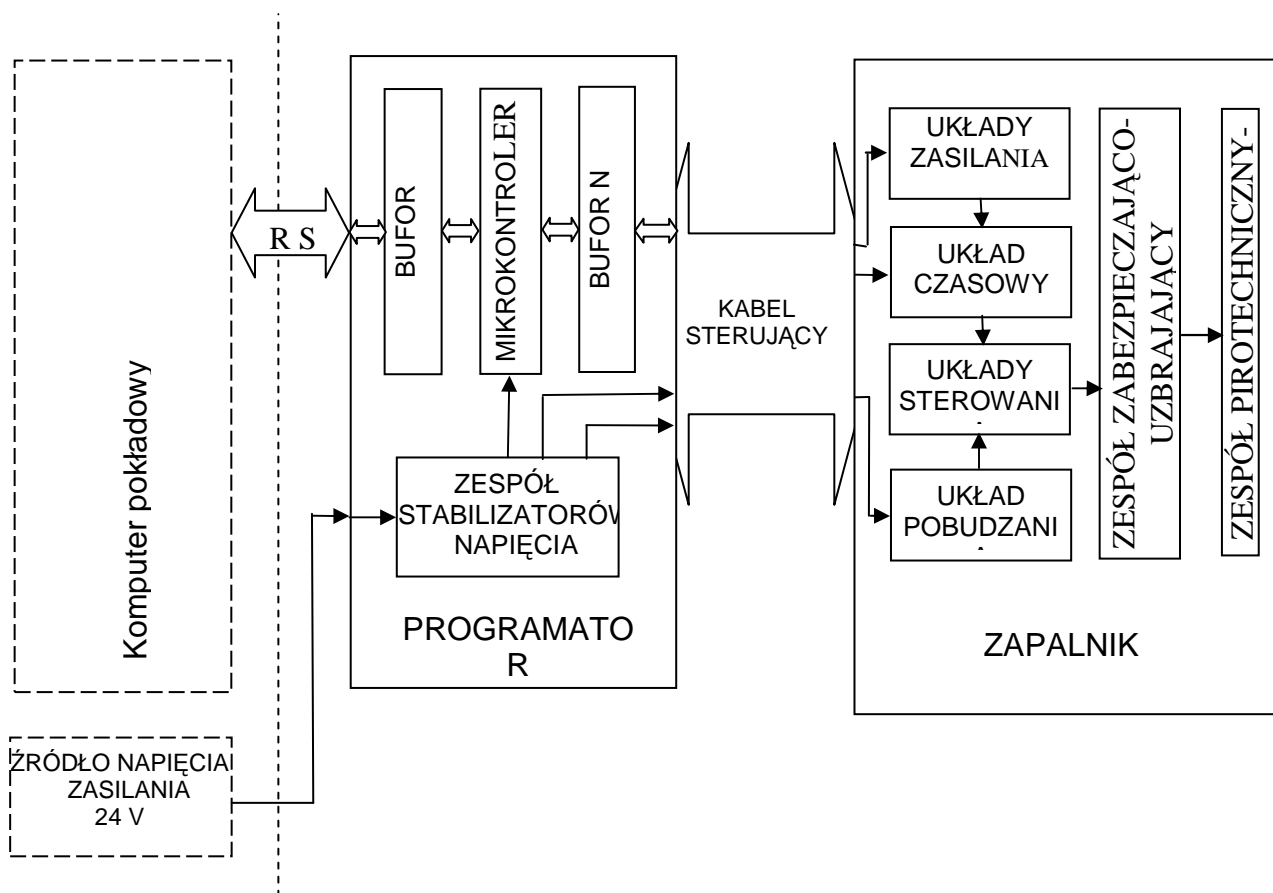 Komputer pokładowy
ŹRÓDŁO NAPIĘCIA
ZASILANIA
24 V
R S
BUFOR
MIKROKONTROLER
BUFOR N
ZESPÓŁ
STABILIZATORÓW
NAPIĘCIA
PROGRAMATO
R
KABEL
STERUJĄCY
UKŁADY
ZASILANIA
UKŁAD
CZASOWY
UKŁADY
STEROWANI
UKŁAD
POBUDZANI
ZESPÓŁ ZABEZPIECZAJĄCO-
UZBRAJAJĄCY
ZESPÓŁ PIROTECHNICZNY-
ZAPALNIK